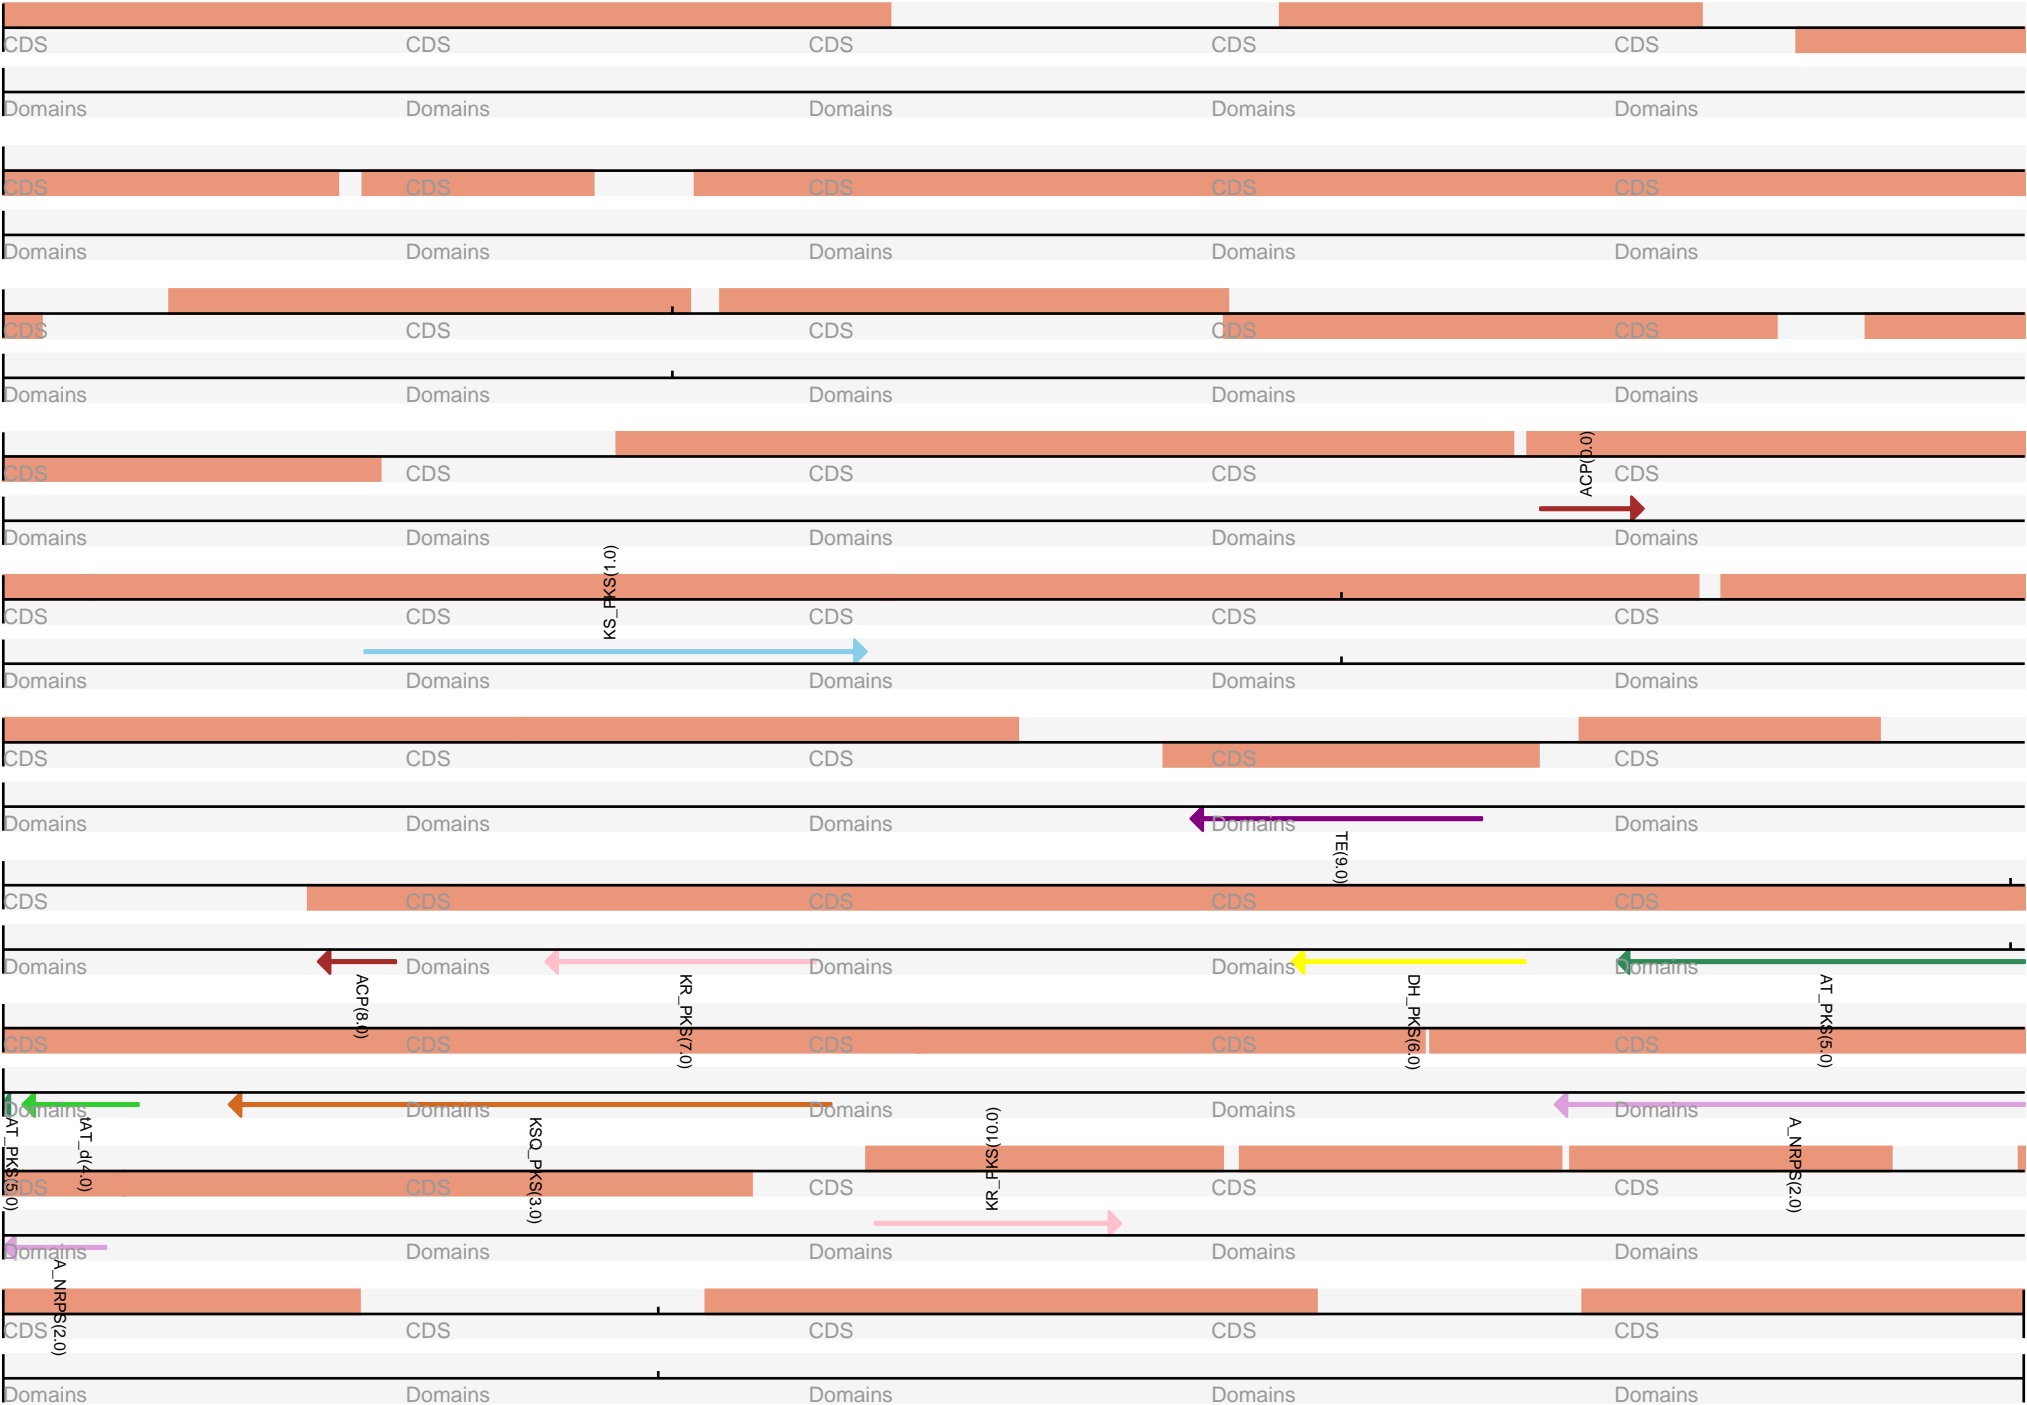 CDS CDS CDS CDS CDS
Domains Domains Domains Domains Domains
CDS CDS CDS CDS CDS
Domains Domains Domains Domains Domains
CDS CDS CDS CDS CDS
Domains Domains Domains Domains Domains
CDS CDS CDS CDS CDS
ACP(0.0)
Domains Domains Domains Domains Domains
KS_PKS(1.0)
CDS CDS CDS CDS CDS
Domains Domains Domains Domains Domains
CDS CDS CDS CDS CDS
Domains Domains Domains Domains Domains
TE(9.0)
CDS CDS CDS CDS CDS
Domains Domains Domains Domains Domains
ACP(8.0)
KR_PKS(7.0)
DH_PKS(6.0)
AT_PKS(5.0)
CDS CDS CDS CDS CDS
Domains Domains Domains Domains Domains
AT_PKS(5.0)
tAT_d(4.0)
KSQ_PKS(3.0)
KR_PKS(10.0)
A_NRPS(2.0)
CDS CDS CDS CDS CDS
Domains Domains Domains Domains Domains
A_NRPS(2.0)
CDS CDS CDS CDS CDS
Domains Domains Domains Domains Domains